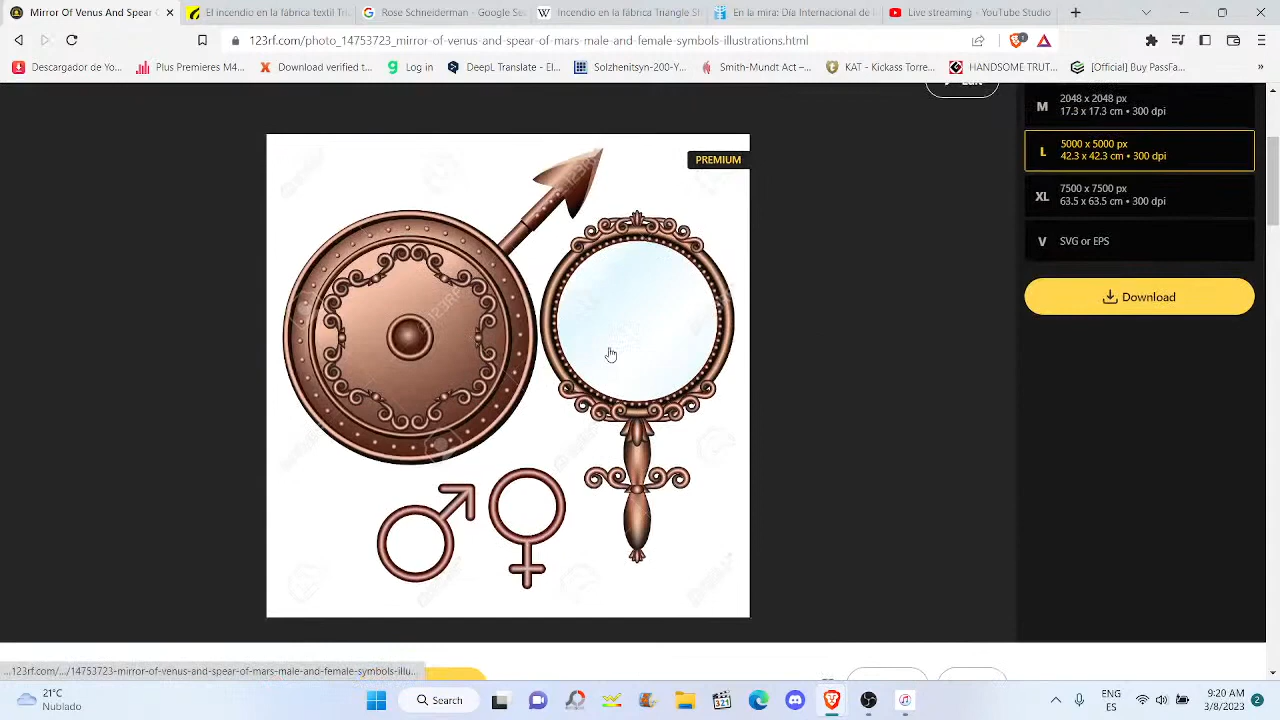 Mirror Of Venus And Spear
El incendio en la fábrica textil Tri
Rose Schneiderman - Google Se
Incendio en la fábrica Triangle Sh
En la mira: Día Internacional de l
Live streaming - YouTube Studio
123rf.com/photo_14753723_mirror-of-venus-and-spear-of-mars-male-and-female-symbols-illustrations.html
Descargador de Yo...
Plus Premieres M4...
Download verified t...
Log in
DeepL Translate - El...
Solzhenitsyn-200-Y...
Smith-Mundt Act –...
KAT - Kickass Torre...
HANDSOME TRUT...
[Official] Buy PassFa...
Edit
M
2048 x 2048 px
17.3 x 17.3 cm • 300 dpi
PREMIUM
L
5000 x 5000 px
42.3 x 42.3 cm • 300 dpi
XL
7500 x 7500 px
63.5 x 63.5 cm • 300 dpi
V
SVG or EPS
Download
123RF
...123rf.com/.../14753723-mirror-of-venus-and-spear-of-mars-male-and-female-symbols-illu...
21°C
Nublado
Search
321
ENG
ES
9:20 AM
3/8/2023
2